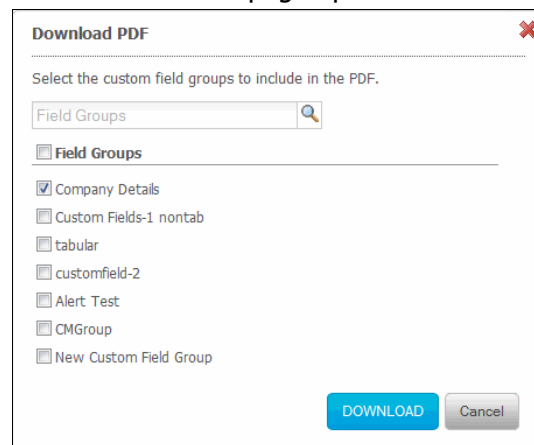 Download PDF
Select the custom field groups to include in the PDF.
Field Groups
Field Groups
Company Details
Custom Fields-1 nontab
tabular
customfield-2
Alert Test
CMGroup
New Custom Field Group
DOWNLOAD Cancel